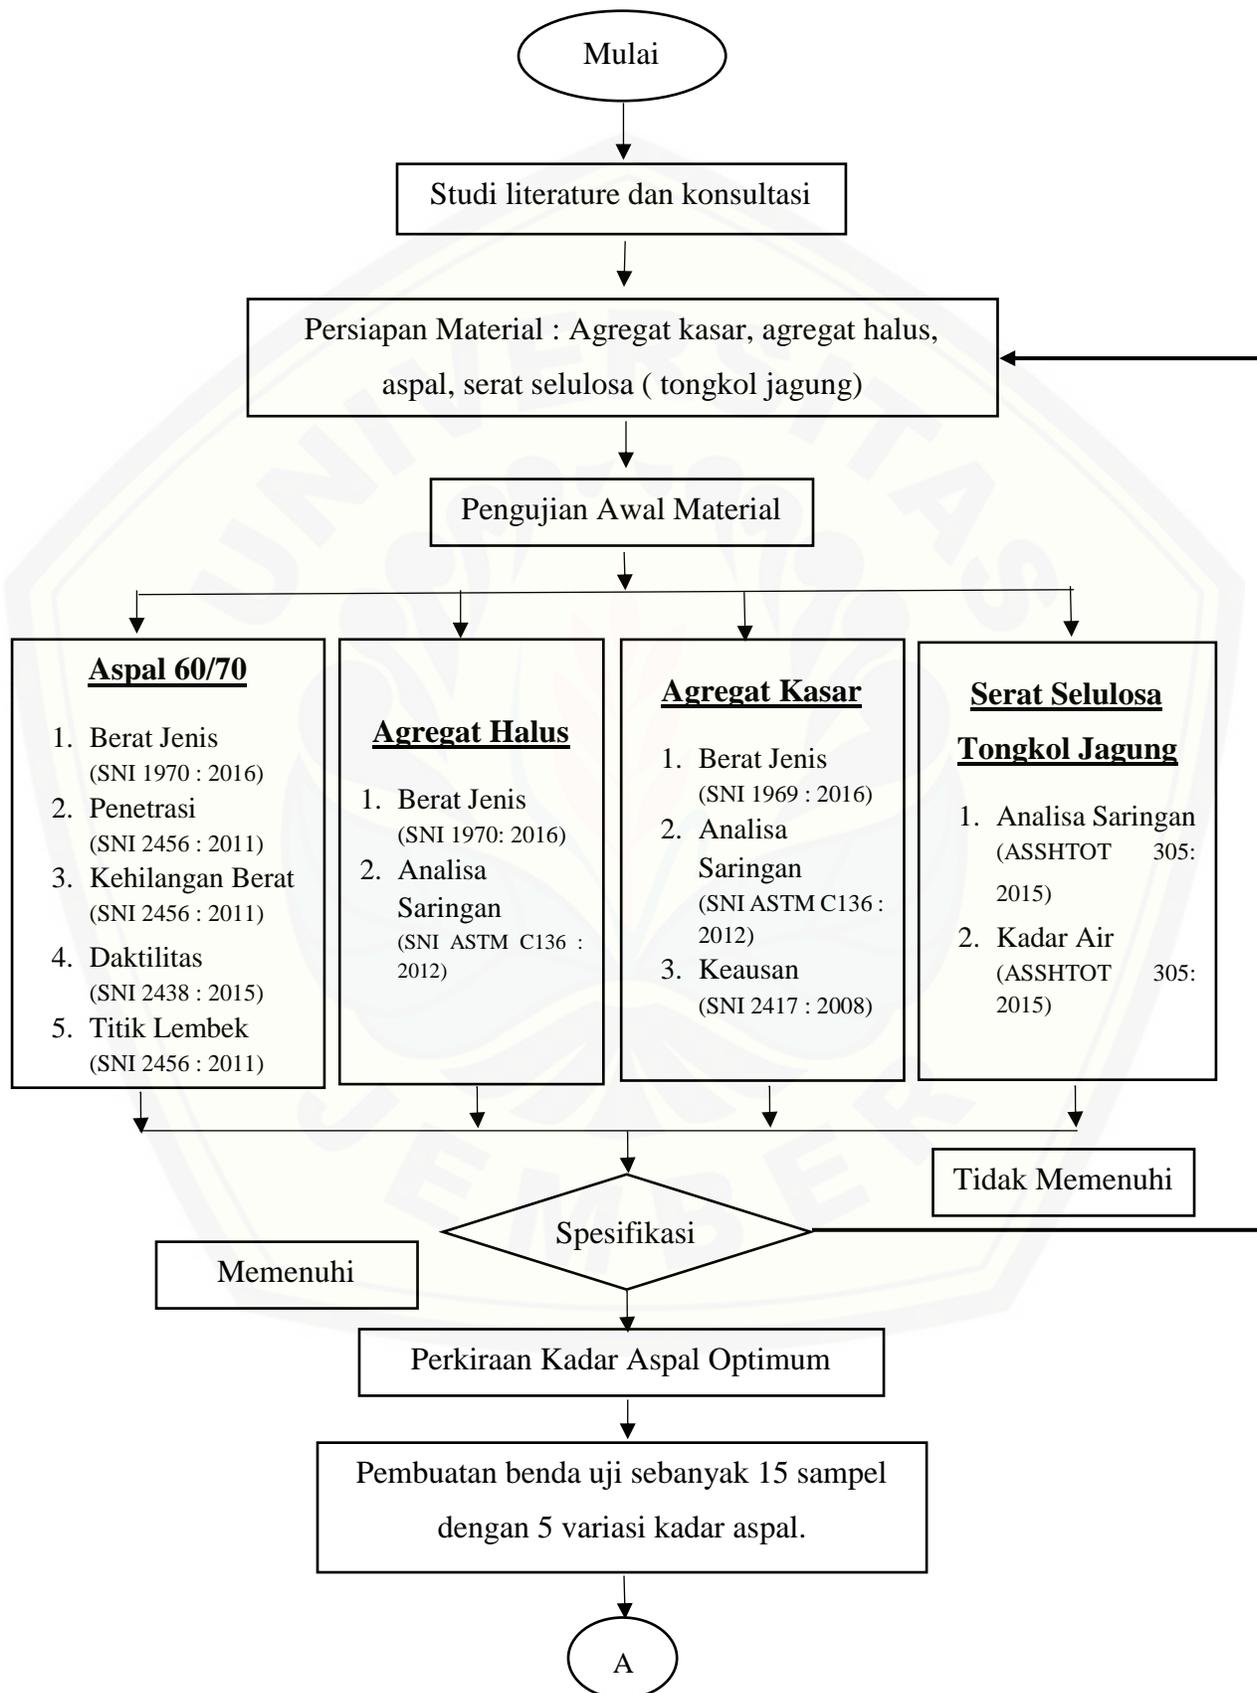 Mulai
Studi literature dan konsultasi
Persiapan Material : Agregat kasar, agregat halus,
aspal, serat selulosa ( tongkol jagung)
Pengujian Awal Material
Aspal 60/70
1. Berat Jenis
(SNI 1970 : 2016)
2. Penetrasi
(SNI 2456 : 2011)
3. Kehilangan Berat
(SNI 2456 : 2011)
4. Daktilitas
(SNI 2438 : 2015)
5. Titik Lembek
(SNI 2456 : 2011)
Agregat Halus
1. Berat Jenis
(SNI 1970: 2016)
2. Analisa
Saringan
(SNI ASTM C136 :
2012)
Agregat Kasar
1. Berat Jenis
(SNI 1969 : 2016)
2. Analisa
Saringan
(SNI ASTM C136 :
2012)
3. Keausan
(SNI 2417 : 2008)
Serat Selulosa
Tongkol Jagung
1. Analisa Saringan
(ASSHTOT 305:
2015)
2. Kadar Air
(ASSHTOT 305:
2015)
Tidak Memenuhi
Spesifikasi
Memenuhi
Perkiraan Kadar Aspal Optimum
Pembuatan benda uji sebanyak 15 sampel
dengan 5 variasi kadar aspal.
A
UNIVERSITAS
JEMBER